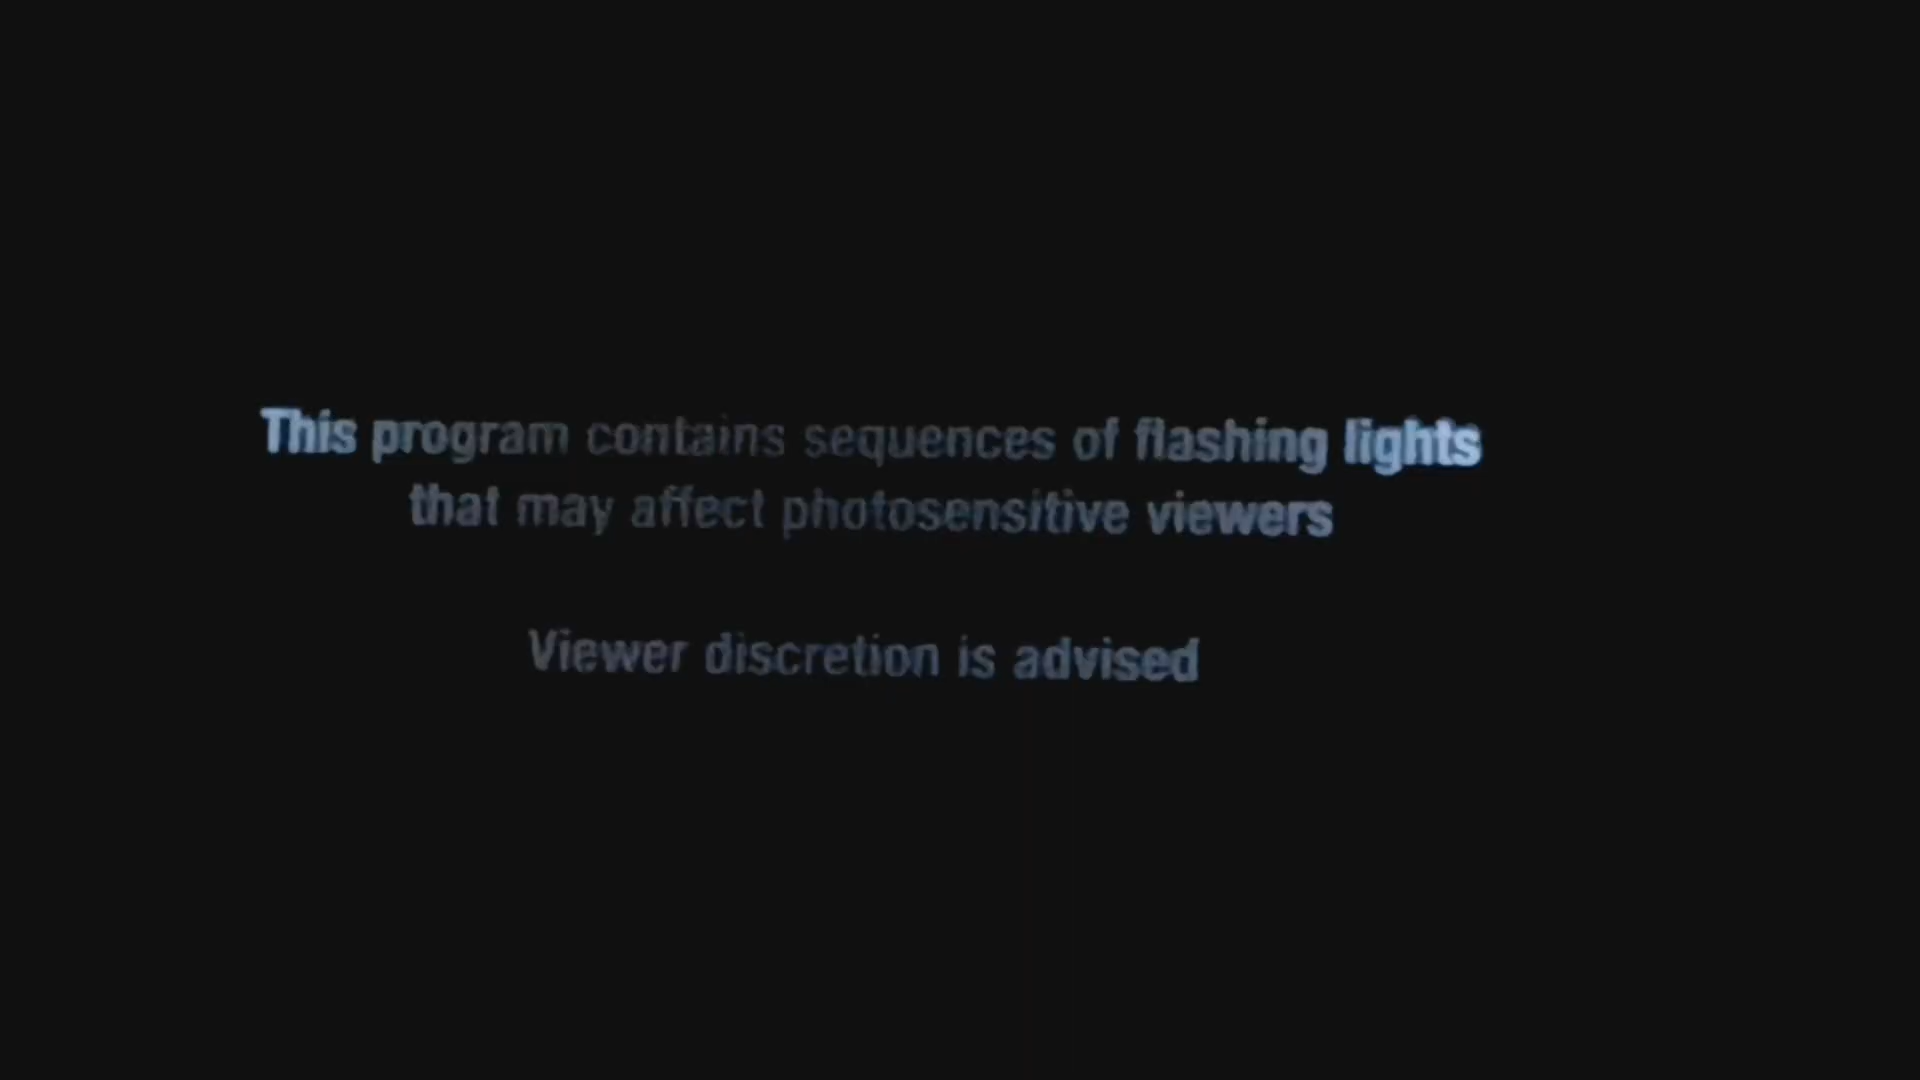 This program contains sequences of flashing lights
that may affect photosensitive viewers
Viewer discretion is advised